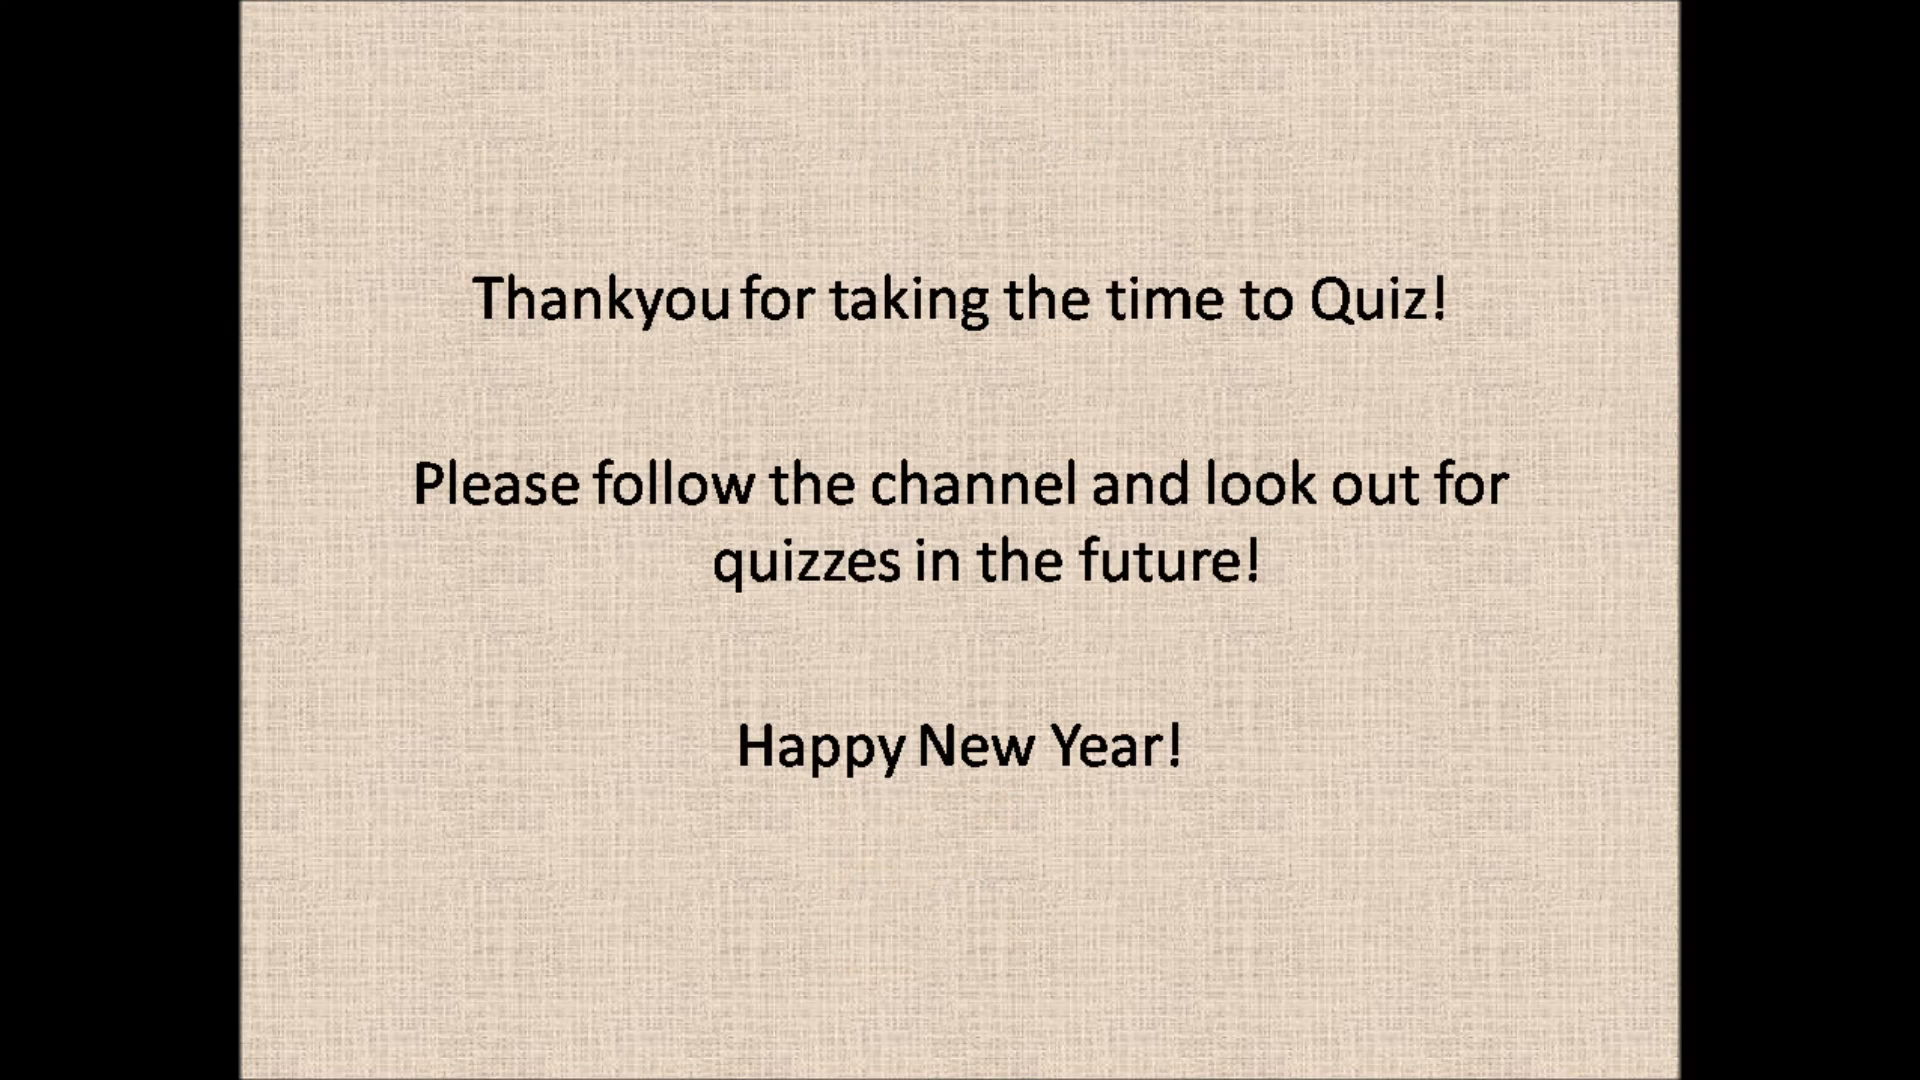 Thankyou for taking the time to Quiz!
Please follow the channel and look out for
quizzes in the future!
Happy New Year!